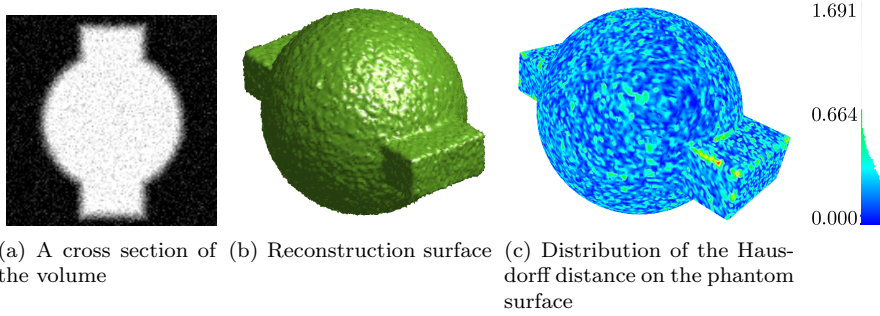 1.691
0.664
0.000
(a) A cross section of
the volume
(b) Reconstruction surface
(c) Distribution of the Haus-
dorff distance on the phantom
surface